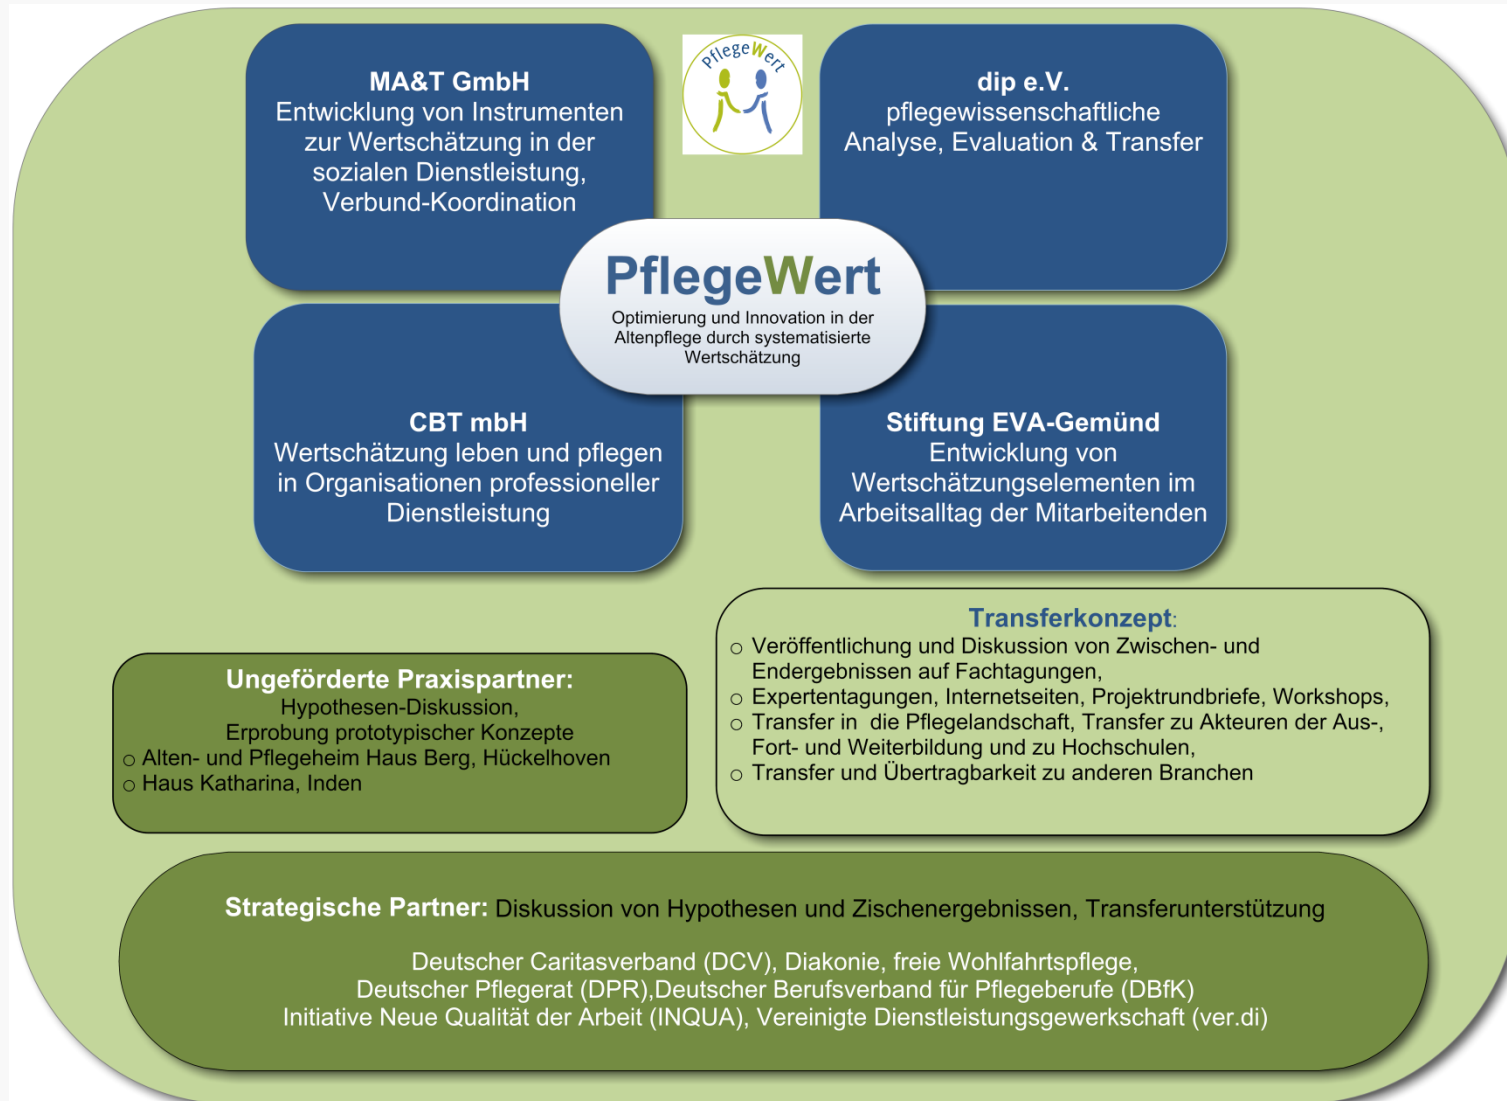 MA&T GmbH
Entwicklung von Instrumenten
zur Wertschätzung in der
sozialen Dienstleistung,
Verbund-Koordination
PflegeWert
dip e.V.
pflegewissenschaftliche
Analyse, Evaluation & Transfer
PflegeWert
Optimierung und Innovation in der
Altenpflege durch systematisierte
Wertschätzung
CBT mbH
Wertschätzung leben und pflegen
in Organisationen professioneller
Dienstleistung
Stiftung EVA-Gemünd
Entwicklung von
Wertschätzungselementen im
Arbeitsalltag der Mitarbeitenden
Ungeförderte Praxispartner:
Hypothesen-Diskussion,
Erprobung prototypischer Konzepte
○ Alten- und Pflegeheim Haus Berg, Hückelhoven
○ Haus Katharina, Inden
Transferkonzept:
○ Veröffentlichung und Diskussion von Zwischen- und
Endergebnissen auf Fachtagungen,
○ Expertentagungen, Internetseiten, Projektrundbriefe, Workshops,
○ Transfer in die Pflegelandschaft, Transfer zu Akteuren der Aus-,
Fort- und Weiterbildung und zu Hochschulen,
○ Transfer und Übertragbarkeit zu anderen Branchen
Strategische Partner: Diskussion von Hypothesen und Zischenergebnissen, Transferunterstützung
Deutscher Caritasverband (DCV), Diakonie, freie Wohlfahrtspflege,
Deutscher Pflegerat (DPR),Deutscher Berufsverband für Pflegeberufe (DBfK)
Initiative Neue Qualität der Arbeit (INQUA), Vereinigte Dienstleistungsgewerkschaft (ver.di)